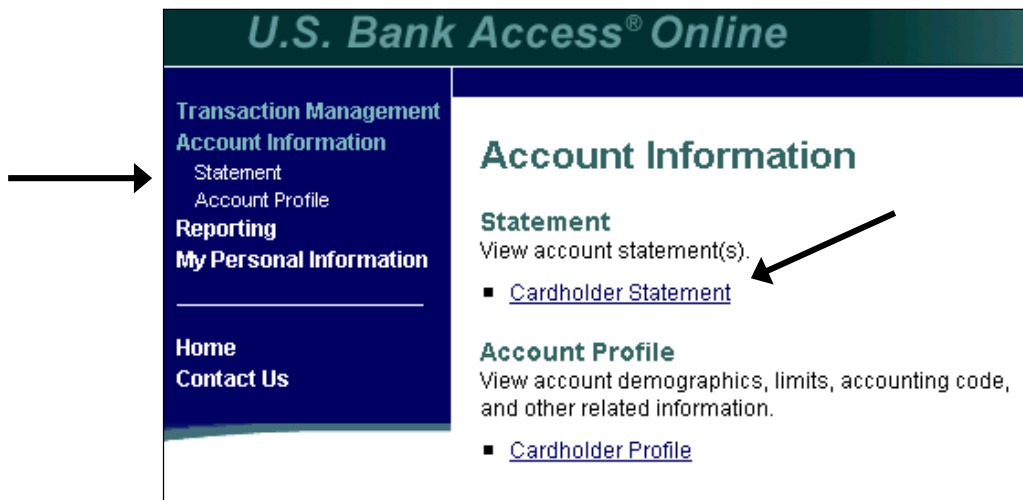 U.S. Bank Access® Online
Transaction Management
Account Information
Statement
Account Profile
Reporting
My Personal Information
Home
Contact Us
Account Information
Statement
View account statement(s).
Cardholder Statement
Account Profile
View account demographics, limits, accounting code,
and other related information.
Cardholder Profile